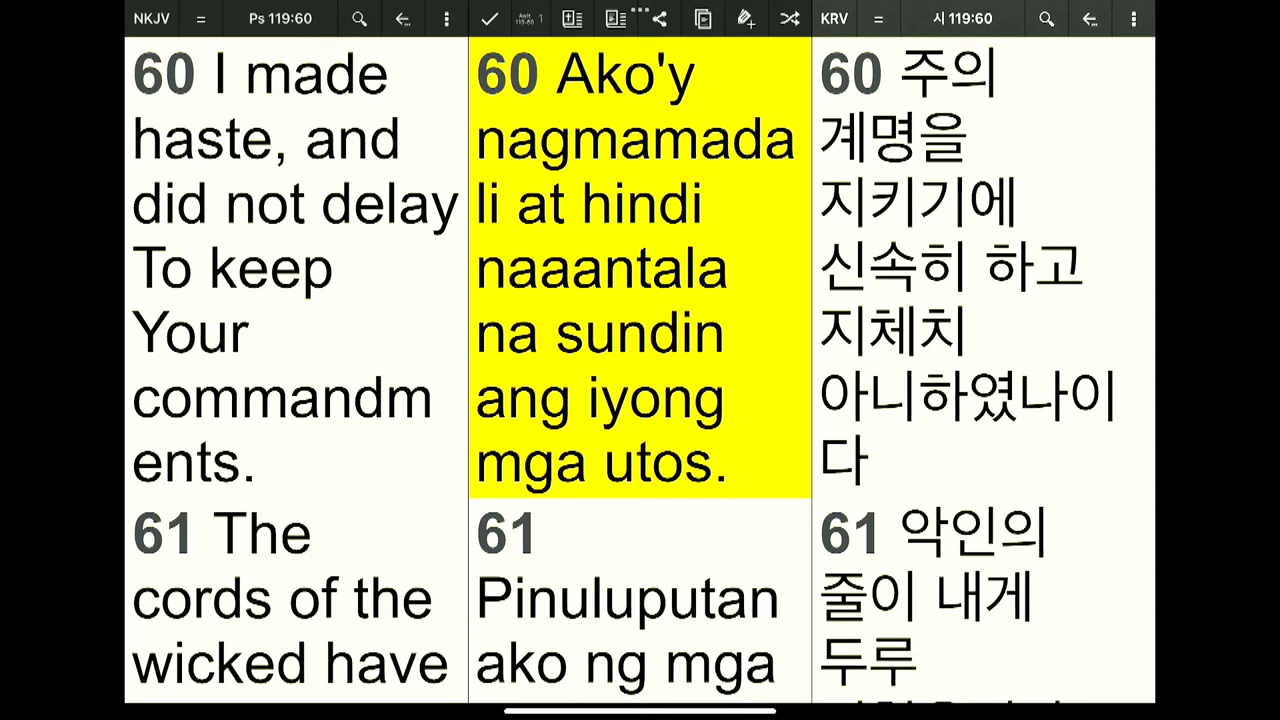 NKJV = Ps 119:60
KRV = 시 119:60
60 I made
haste, and
did not delay
To keep
Your
commandm
ents.
61 The
cords of the
wicked have
60 Ako'y
nagmamada
li at hindi
naaantala
na sundin
ang iyong
mga utos.
61
Pinuluputan
ako ng mga
60 주의
계명을
지키기에
신속히 하고
지체치
아니하였나이
다
61 악인의
줄이 내게
두루